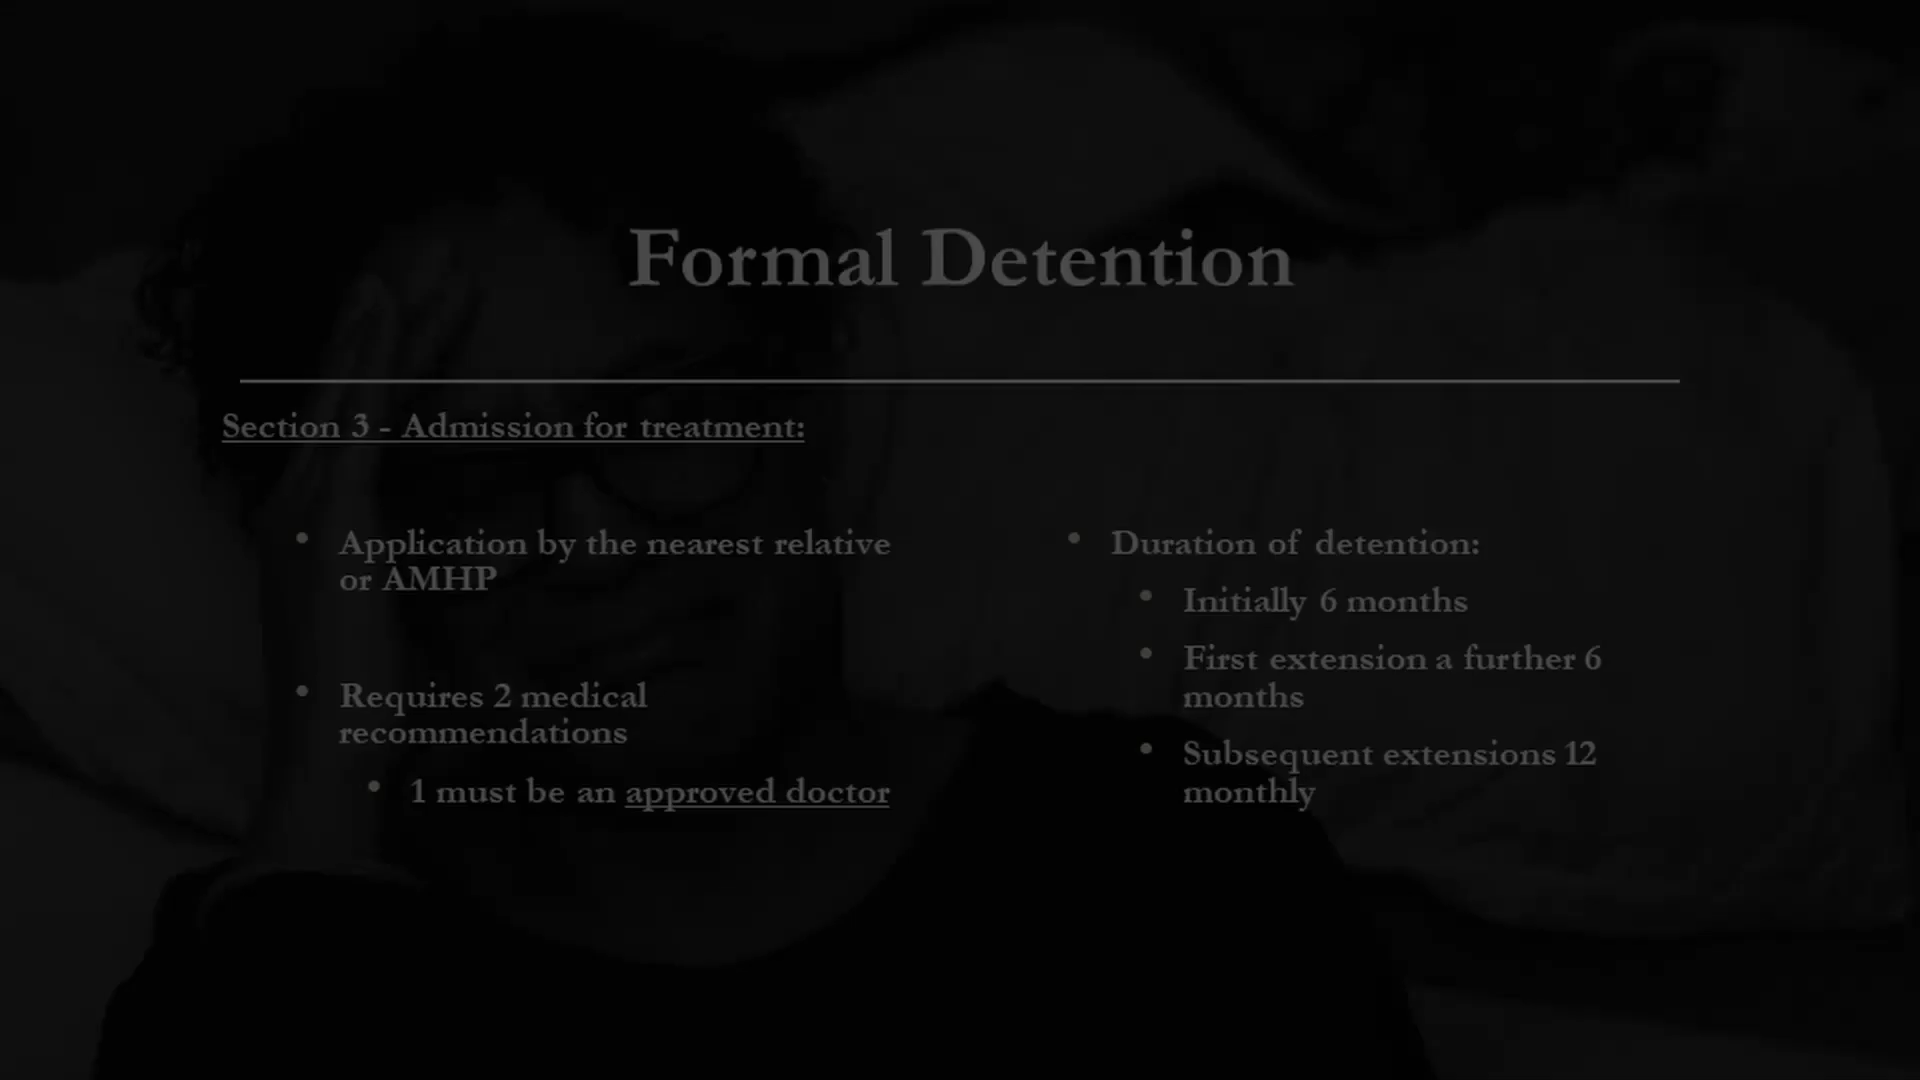 Formal Detention
Section 3 - Admission for treatment:
• Application by the nearest relative
or AMHP
• Requires 2 medical
recommendations
• 1 must be an approved doctor
• Duration of detention:
• Initially 6 months
• First extension a further 6
months
• Subsequent extensions 12
monthly